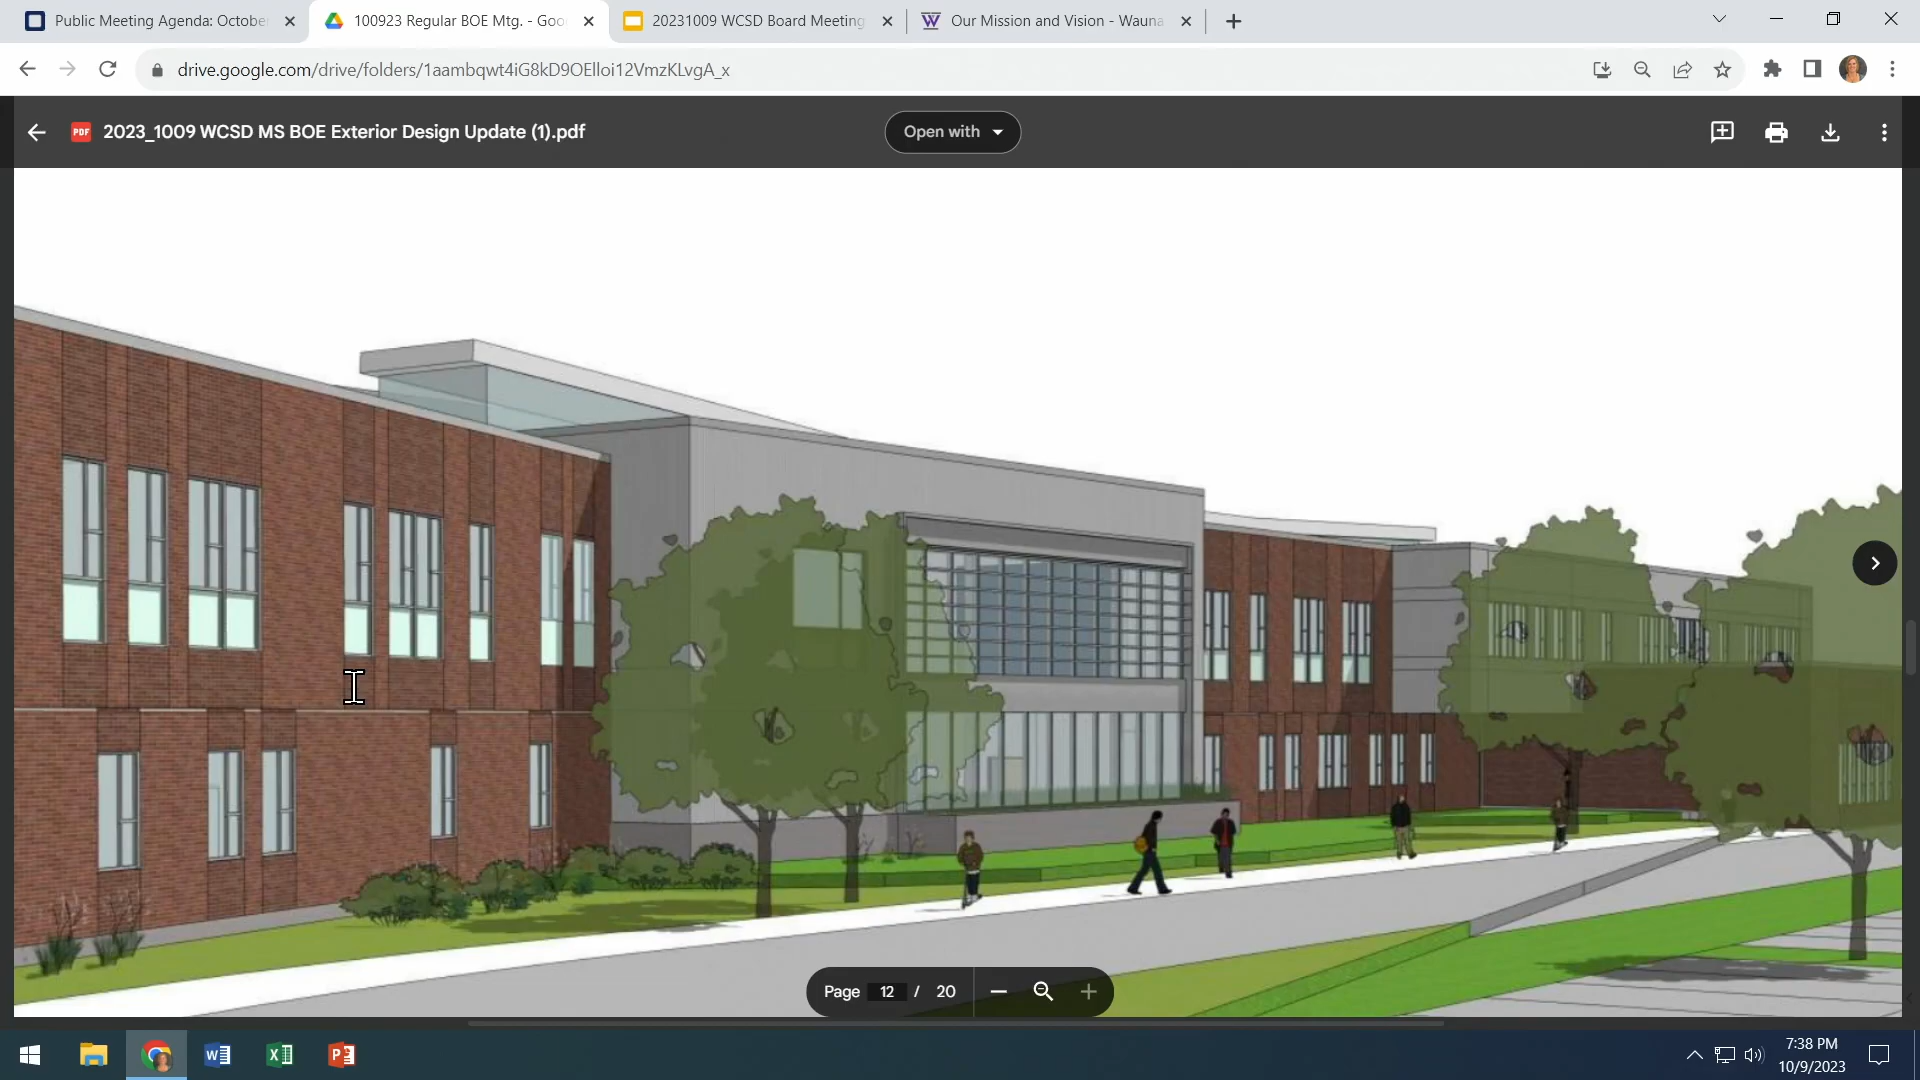 Public Meeting Agenda: October
100923 Regular BOE Mtg. - Goo
20231009 WCSD Board Meeting
Our Mission and Vision - Wauna
drive.google.com/drive/folders/1aambqwt4iG8kD9OElloi12VmzKLvgA_x
PDF
2023_1009 WCSD MS BOE Exterior Design Update (1).pdf
Open with
Page 12 / 20
7:38 PM
10/9/2023